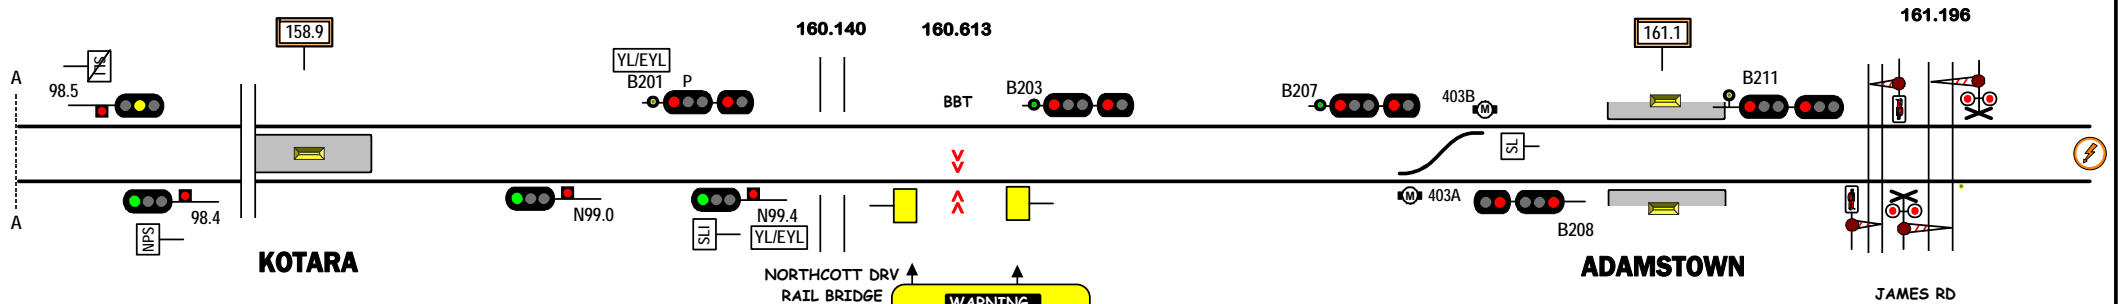 158.9
160.140
160.613
161.1
161.196
A
98.5
YL/EYL
B201
P
BBT
B203
B207
403B
M
B211
SL
A
98.4
NPS
N99.0
N99.4
SLI
YL/EYL
M
403A
B208
KOTARA
NORTHCOTT DRV
RAIL BRIDGE
WARNING
ADAMSTOWN
JAMES RD